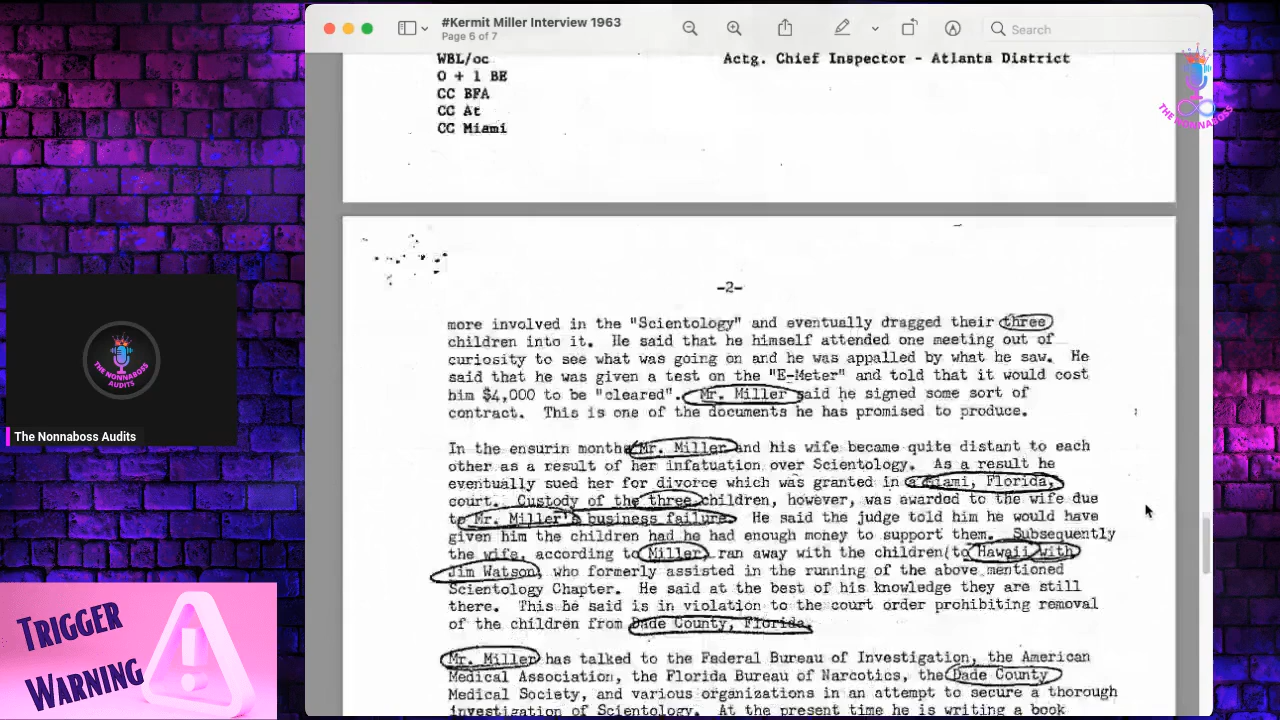 #Kermit Miller Interview 1963
Page 6 of 7
Search
WBL/oc
Actg. Chief Inspector - Atlanta District
O + 1 BE
CC BFA
CC At
CC Miami
THE NONNABOSS
-2-
more involved in the "Scientology" and eventually dragged their three
children into it. He said that he himself attended one meeting out of
curiosity to see what was going on and he was appalled by what he saw. He
said that he was given a test on the "E-Meter" and told that it would cost
him $4,000 to be "cleared". Mr. Miller said he signed some sort of
contract. This is one of the documents he has promised to produce.
In the ensurin months Mr. Miller and his wife became quite distant to each
other as a result of her infatuation over Scientology. As a result he
eventually sued her for divorce which was granted in a Miami, Florida,
court. Custody of the three children, however, was awarded to the wife due
to Mr. Miller's business failure. He said the judge told him he would have
given him the children had he had enough money to support them. Subsequently
the wife, according to Miller, ran away with the children (to Hawaii with
Jim Watson, who formerly assisted in the running of the above mentioned
Scientology Chapter. He said at the best of his knowledge they are still
there. This he said is in violation to the court order prohibiting removal
of the children from Dade County, Florida.
Mr. Miller has talked to the Federal Bureau of Investigation, the American
Medical Association, the Florida Bureau of Narcotics, the Dade County
Medical Society, and various organizations in an attempt to secure a thorough
investigation of Scientology. At the present time he is writing a book
THE NONNABOSS
AUDITS
The Nonnaboss Audits
TRIGGER
WARNING